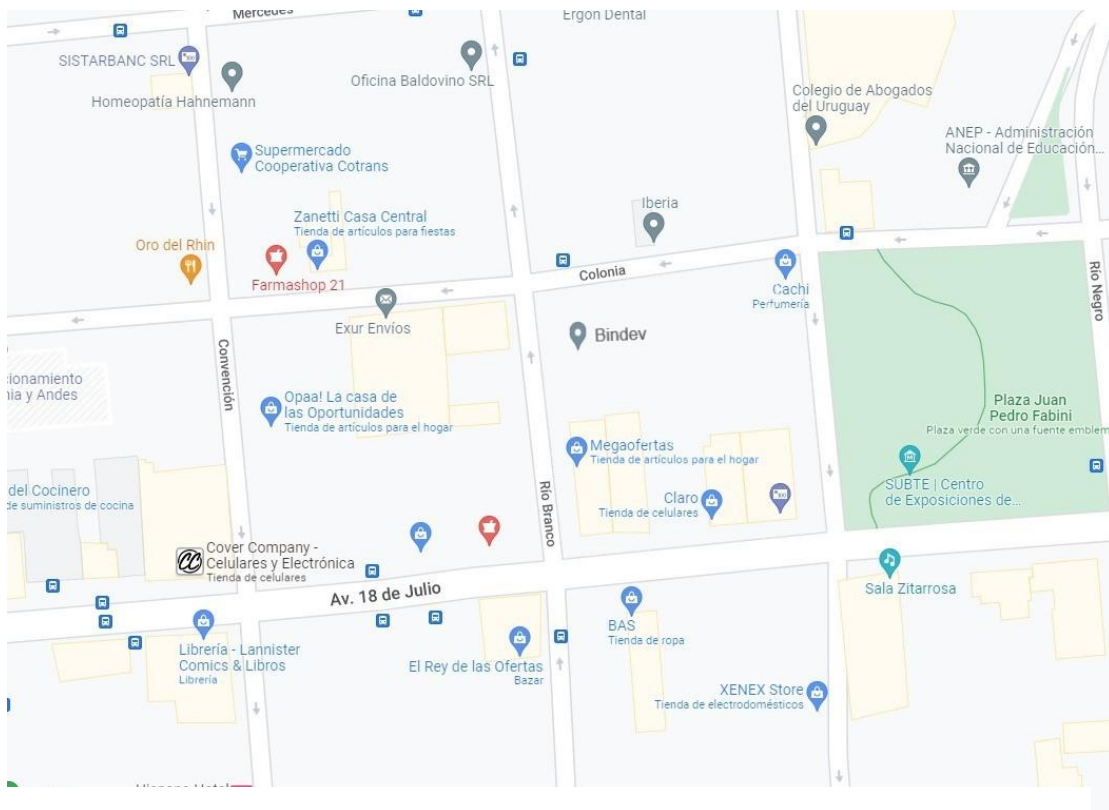 Mercedes
Ergon Dental
SISTARBANC SRL
Homeopatía Hahnemann
Oficina Baldovino SRL
Colegio de Abogados
del Uruguay
ANEP - Administración
Nacional de Educación...
Supermercado
Cooperativa Cotrans
Iberia
Zanetti Casa Central
Tienda de artículos para fiestas
Oro del Rhin
Farmashop 21
Colonia
Cachi
Perfumería
Río Negro
Exur Envíos
Bindev
Convención
cionamiento
nia y Andes
Opaa! La casa de
las Oportunidades
Tienda de artículos para el hogar
Plaza Juan
Pedro Fabini
Plaza verde con una fuente emblem
Megaofertas
Tienda de artículos para el hogar
SUBTE | Centro
de Exposiciones de...
del Cocinero
de suministros de cocina
Claro
Tienda de celulares
Río Branco
CC
Cover Company -
Celulares y Electrónica
Tienda de celulares
Av. 18 de Julio
Sala Zitarrosa
BAS
Tienda de ropa
Librería - Lannister
Comics & Libros
Librería
El Rey de las Ofertas
Bazar
XENEX Store
Tienda de electrodomésticos